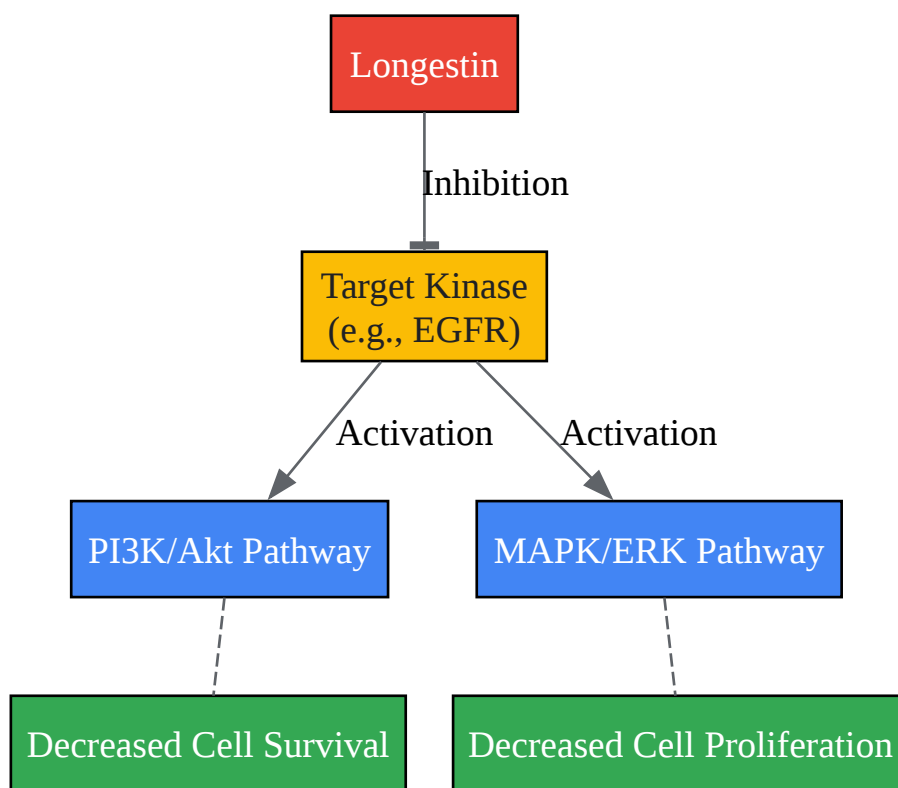 Longestin
Inhibition
Target Kinase
(e.g., EGFR)
Activation
Activation
PI3K/Akt Pathway
MAPK/ERK Pathway
Decreased Cell Survival
Decreased Cell Proliferation